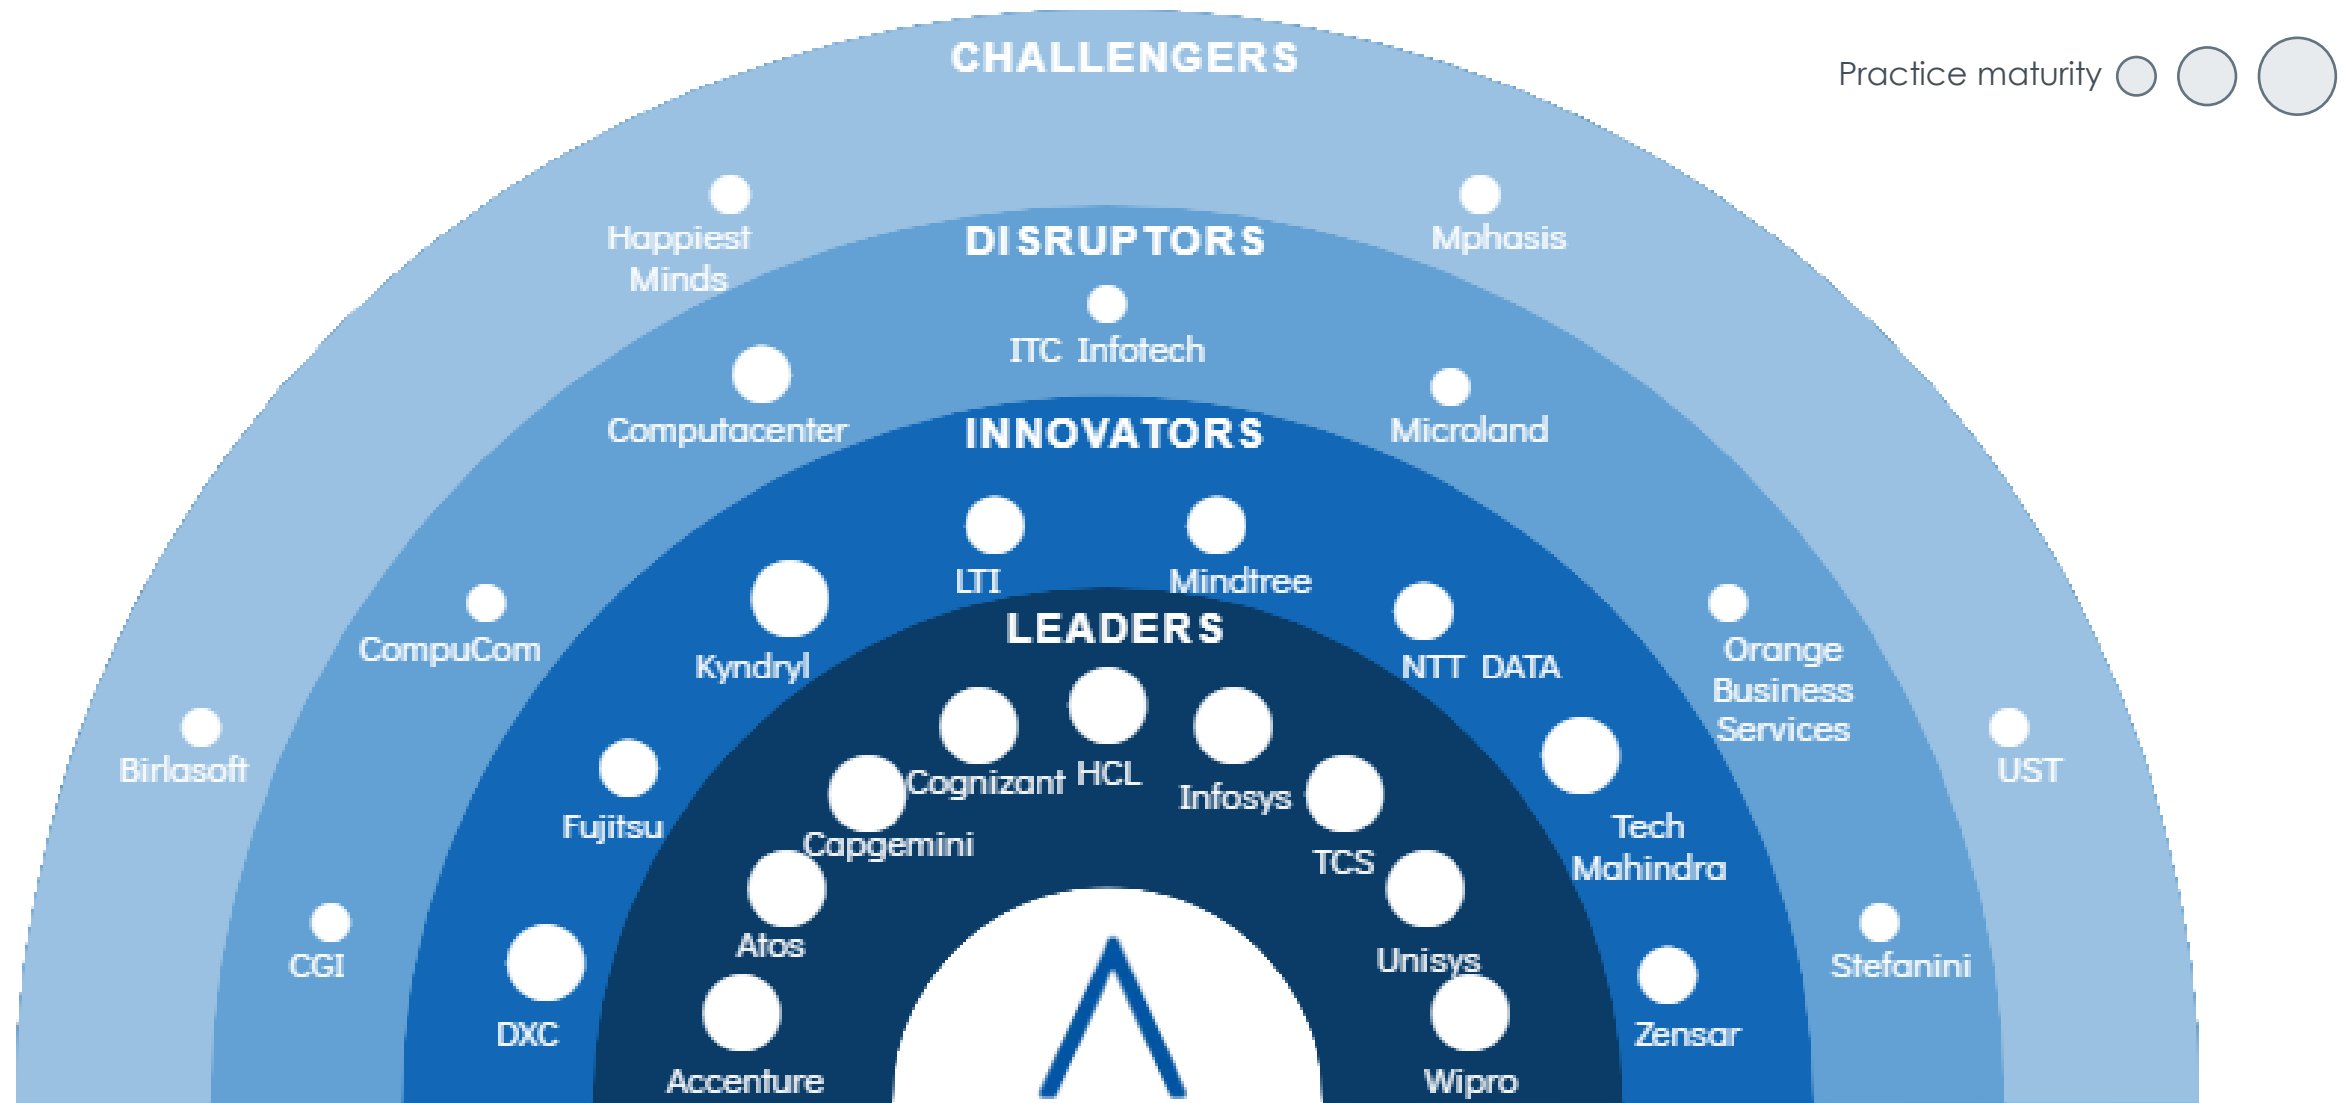 CHALLENGERS
Practice maturity
Happiest
Minds
Mphasis
Birlasoft
UST
DISRUPTORS
ITC Infotech
Computacenter
Microland
CompuCom
Orange
Business
Services
CGI
Stefanini
INNOVATORS
LTI
Mindtree
Kyndryl
NTT DATA
Fujitsu
Tech
Mahindra
DXC
Zensar
LEADERS
HCL
Cognizant
Infosys
Capgemini
TCS
Atos
Unisys
Accenture
Wipro